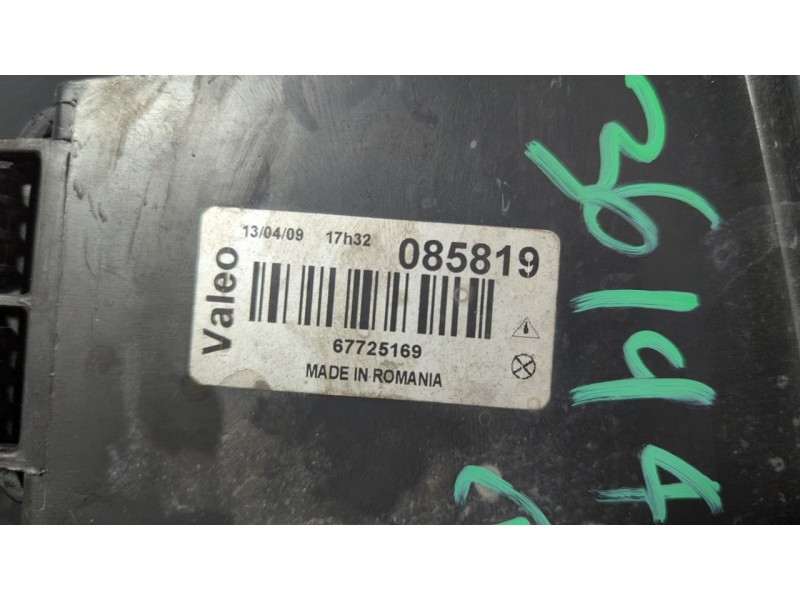 13/04/09 17h32 085819
Valeo
67725169
MADE IN ROMANIA